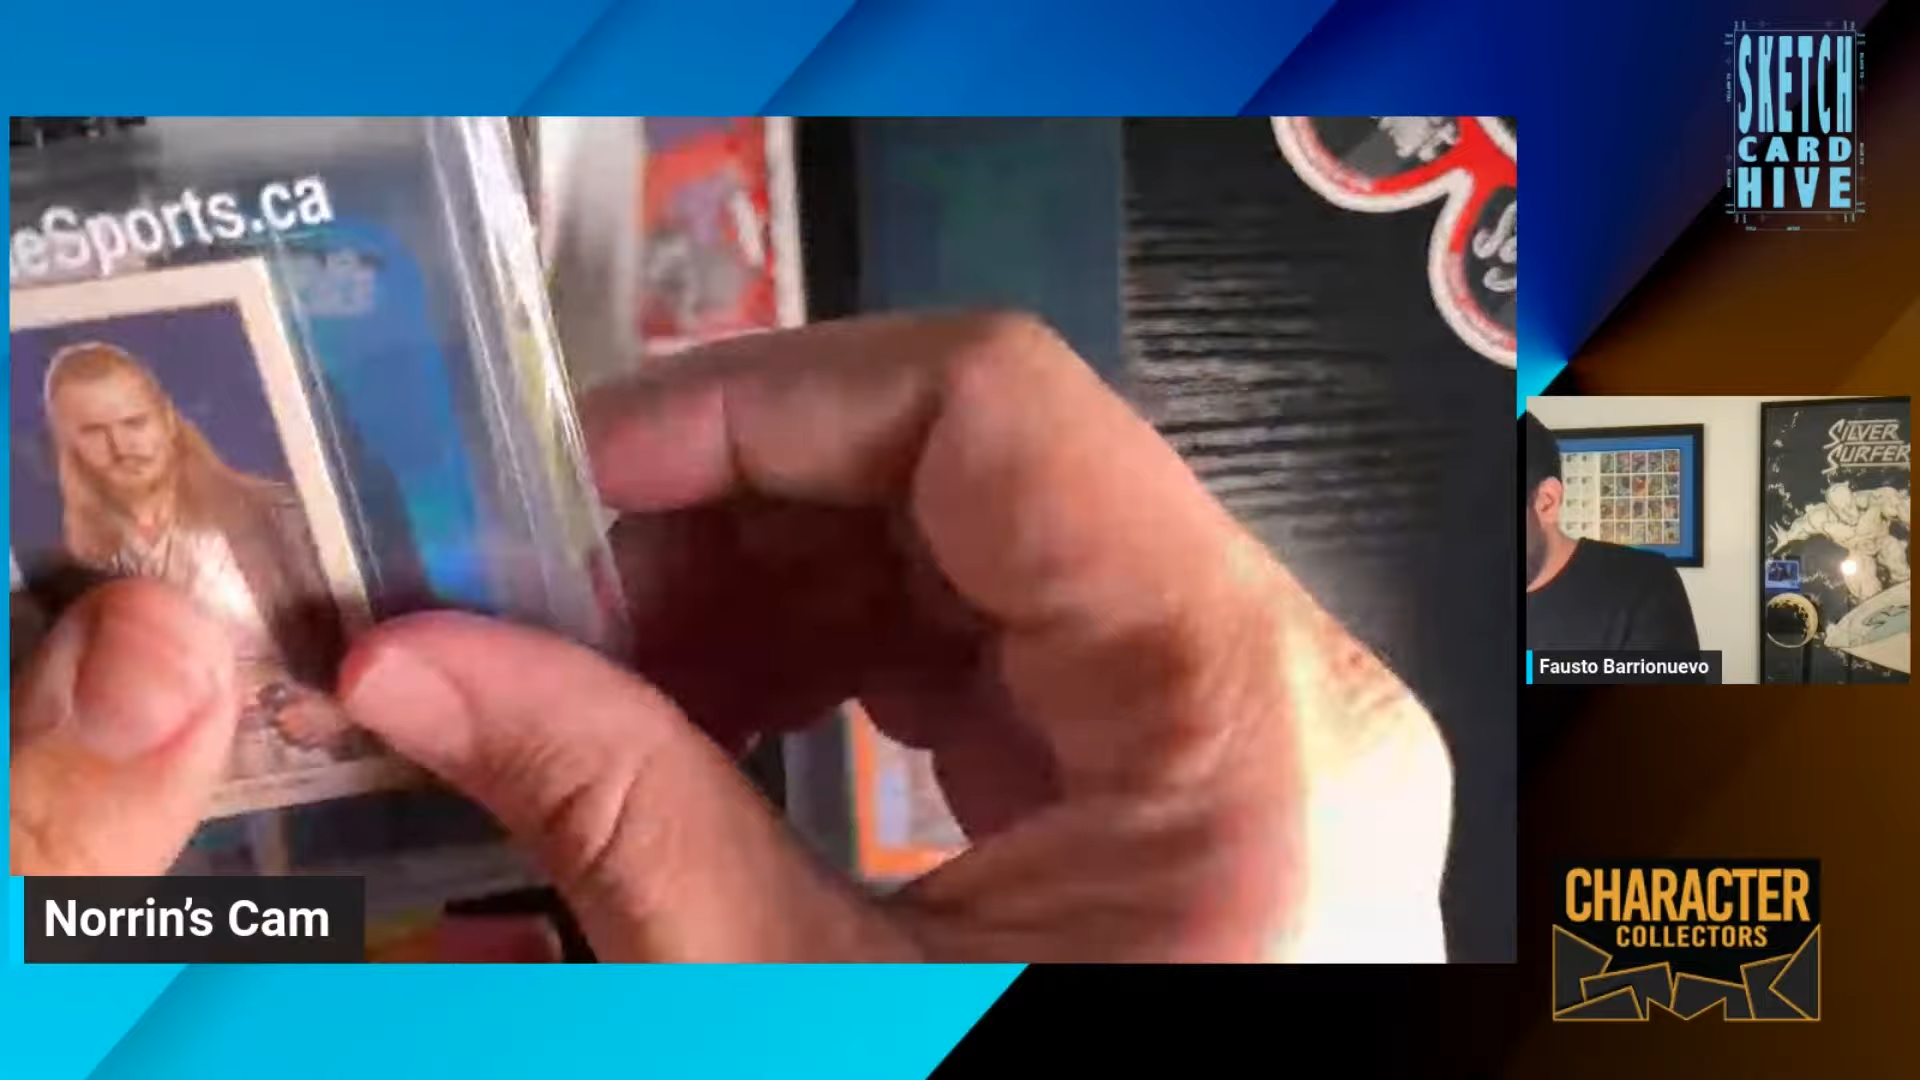 SKETCH
CARD
HIVE
eSports.ca
SILVER
SURFER
Fausto Barrionuevo
CHARACTER
COLLECTORS
Norrin's Cam